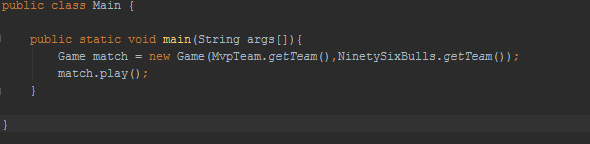 public class Main {
public static void main(String args[]){
Game match = new Game(MvpTeam.getTeam(),NinetySixBulls.getTeam());
match.play();
}
}